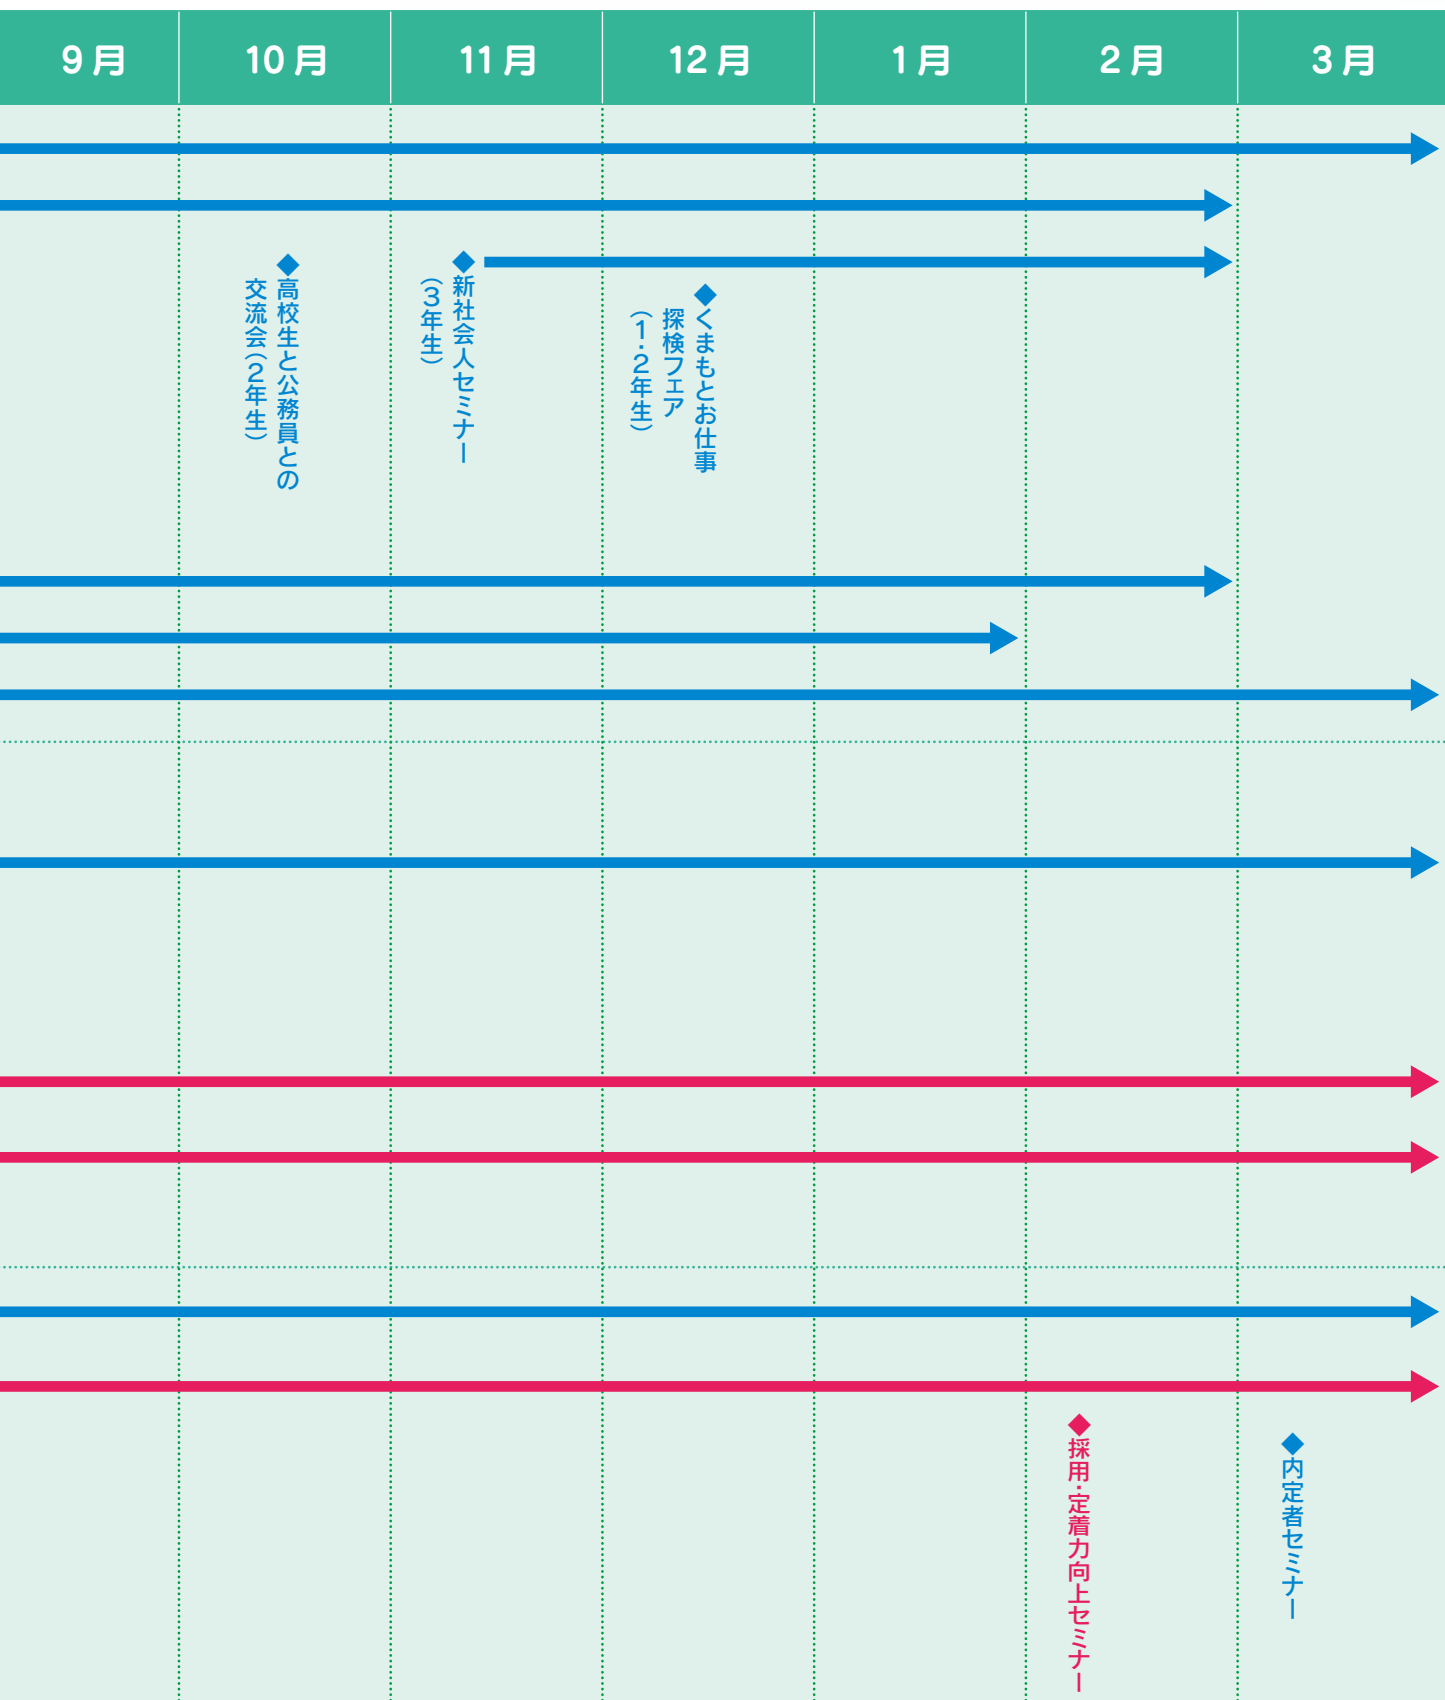 9月
10月
11月
12月
1月
2月
3月
◆高校生と公務員との
交流会(2年生)
◆新社会人セミナー
(3年生)
◆くまもとお仕事
探検フェア
(1・2年生)
◆採用・定着力向上セミナー
◆内定者セミナー